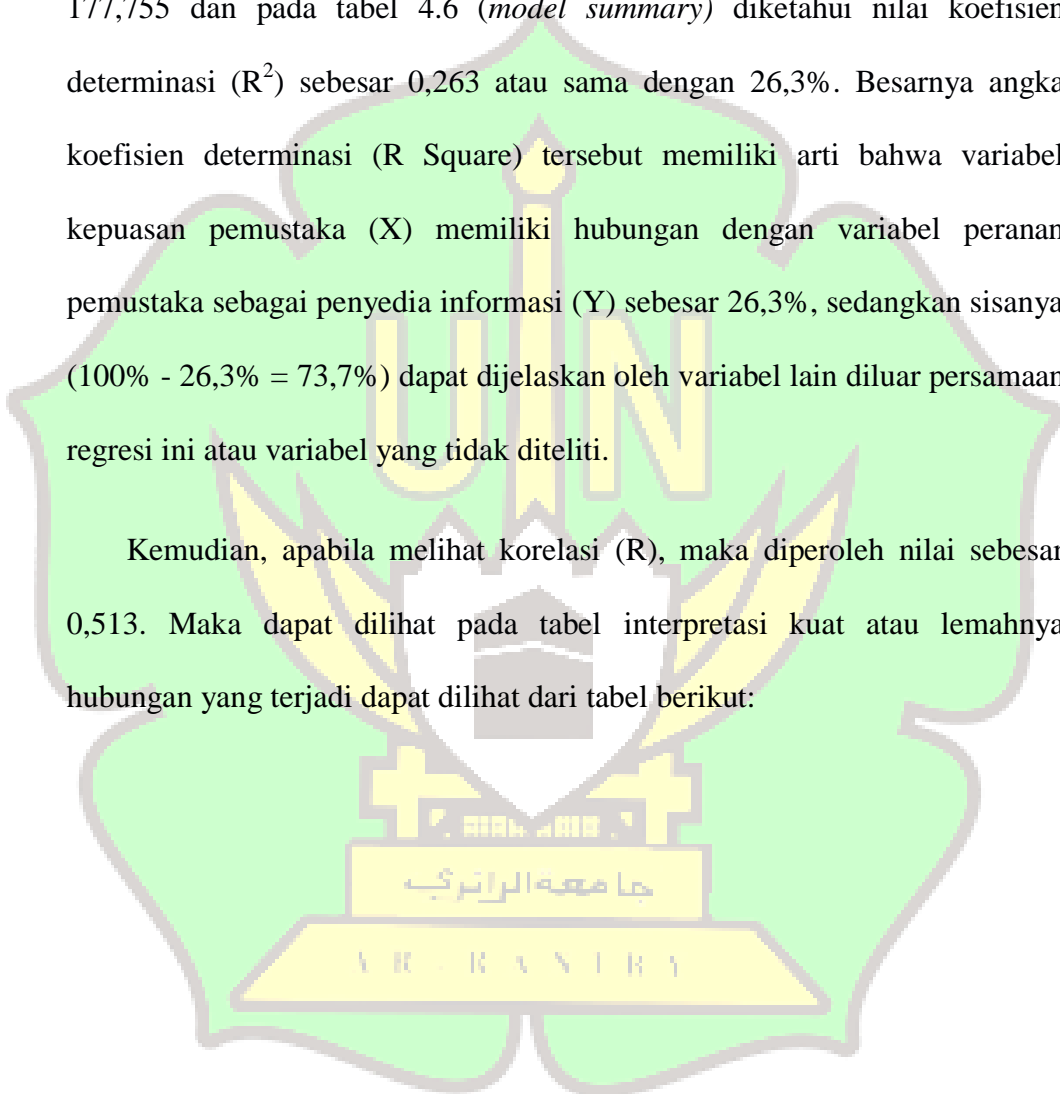 177,755 dan pada tabel 4.6 (model summary) diketahui nilai koefisien
determinasi (R²) sebesar 0,263 atau sama dengan 26,3%. Besarnya angka
koefisien determinasi (R Square) tersebut memiliki arti bahwa variabel
kepuasan pemustaka (X) memiliki hubungan dengan variabel peranan
pemustaka sebagai penyedia informasi (Y) sebesar 26,3%, sedangkan sisanya
(100% - 26,3% = 73,7%) dapat dijelaskan oleh variabel lain diluar persamaan
regresi ini atau variabel yang tidak diteliti.
Kemudian, apabila melihat korelasi (R), maka diperoleh nilai sebesar
0,513. Maka dapat dilihat pada tabel interpretasi kuat atau lemahnya
hubungan yang terjadi dapat dilihat dari tabel berikut:
UIN
جامعة الرانيري
AR - RANIRY